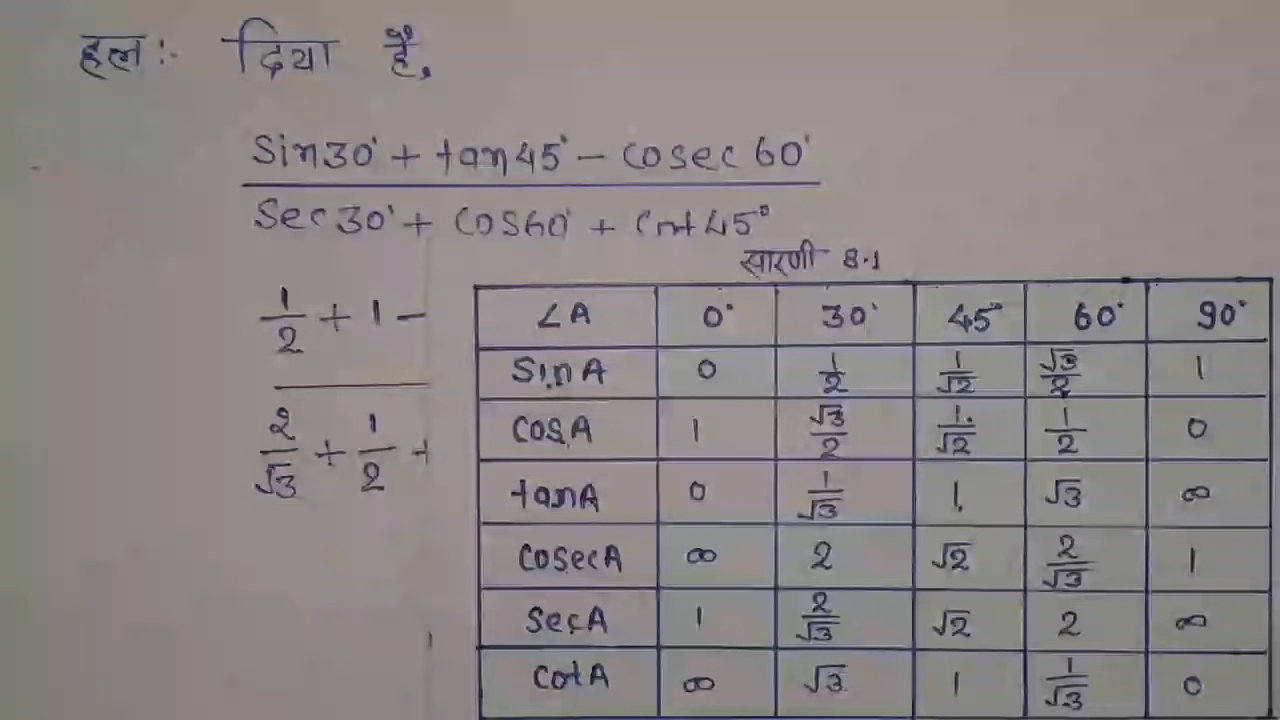 हल :- दिया है,
sin30° + tan45° - cosec60°
sec30° + cos60° + cot45°
सारणी 8.1
1/2 + 1 -
2/√3 + 1/2 +
∠A 0° 30° 45° 60° 90°
sinA 0 1/2 1/√2 √3/2 1
cosA 1 √3/2 1/√2 1/2 0
tanA 0 1/√3 1 √3 ∞
cosecA ∞ 2 √2 2/√3 1
secA 1 2/√3 √2 2 ∞
cotA ∞ √3 1 1/√3 0